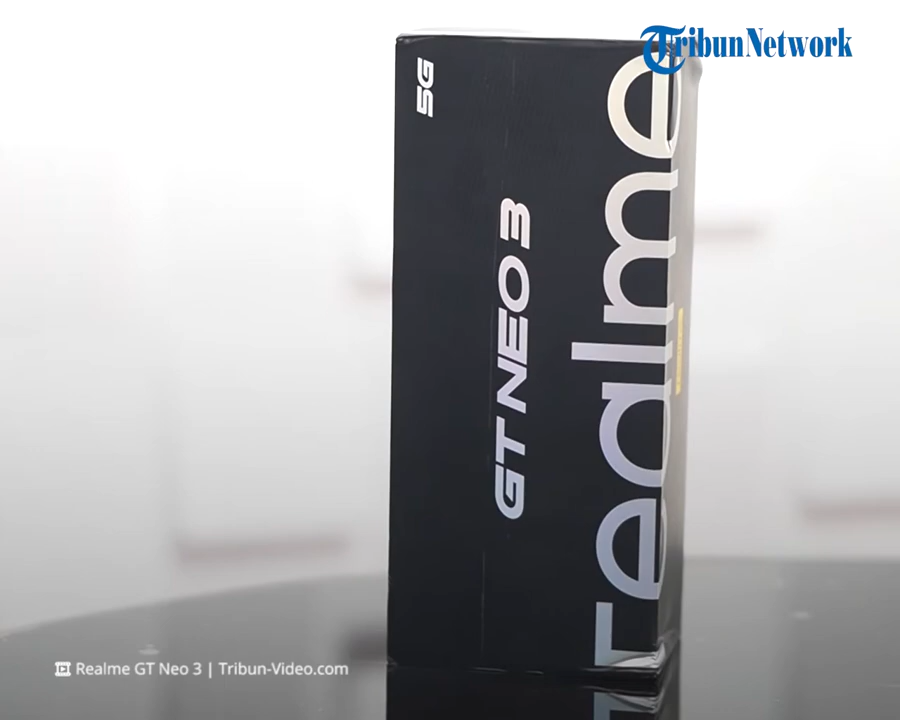 TribunNetwork
5G
GT NEO 3
realme
Realme GT Neo 3 | Tribun-Video.com